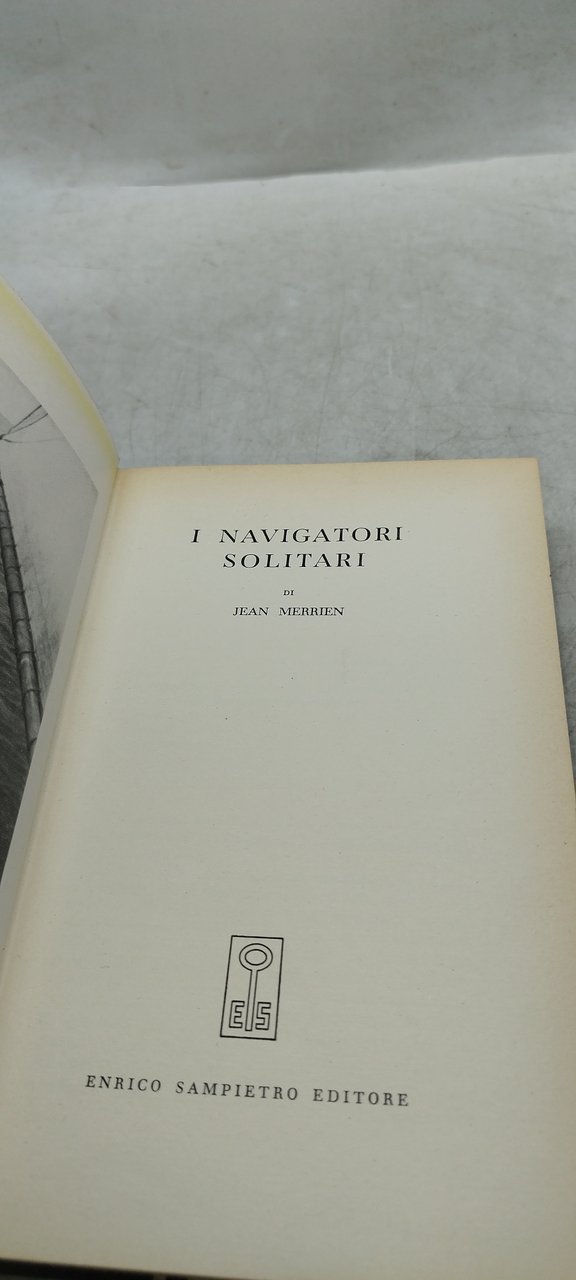 I NAVIGATORI
SOLITARI
DI
JEAN MERRIEN
ES
ENRICO SAMPIETRO EDITORE